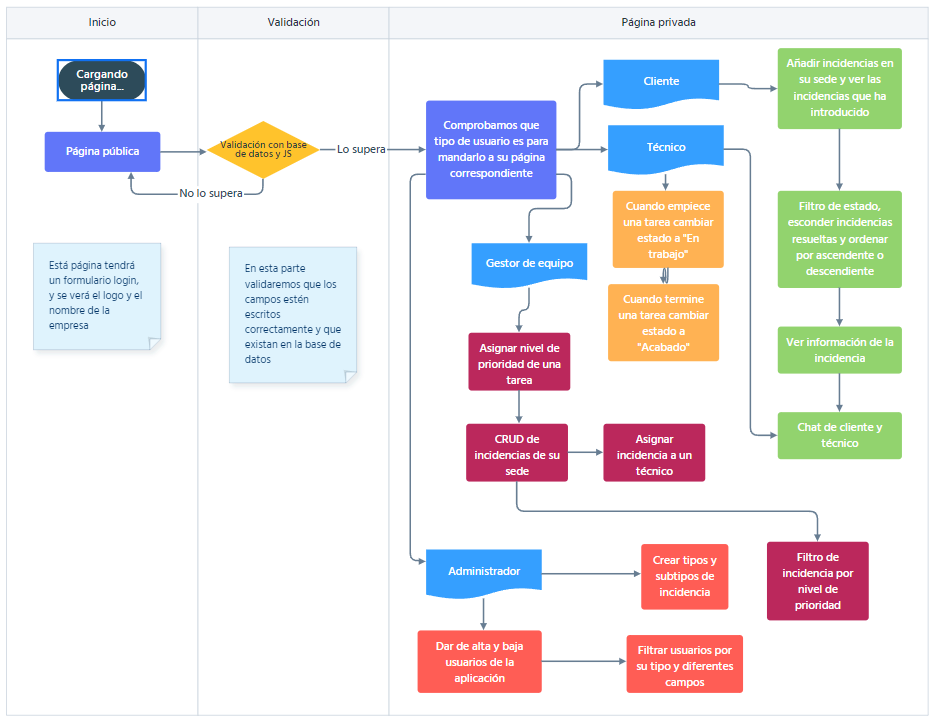 Inicio
Validación
Página privada
Cargando
página...
Página pública
Validación con base
de datos y JS
Lo supera
No lo supera
Está página tendrá
un formulario login,
y se verá el logo y el
nombre de la
empresa
En esta parte
validaremos que los
campos estén
escritos
correctamente y que
existan en la base de
datos
Comprobamos que
tipo de usuario es para
mandarlo a su página
correspondiente
Cliente
Añadir incidencias en
su sede y ver las
incidencias que ha
introducido
Técnico
Cuando empiece
una tarea cambiar
estado a "En
trabajo"
Cuando termine
una tarea cambiar
estado a
"Acabado"
Filtro de estado,
esconder incidencias
resueltas y ordenar
por ascendente o
descendiente
Ver información de la
incidencia
Chat de cliente y
técnico
Gestor de equipo
Asignar nivel de
prioridad de una
tarea
CRUD de
incidencias de su
sede
Asignar
incidencia a un
técnico
Filtro de
incidencia por
nivel de
prioridad
Administrador
Crear tipos y
subtipos de
incidencia
Dar de alta y baja
usuarios de la
aplicación
Filtrar usuarios por
su tipo y diferentes
campos